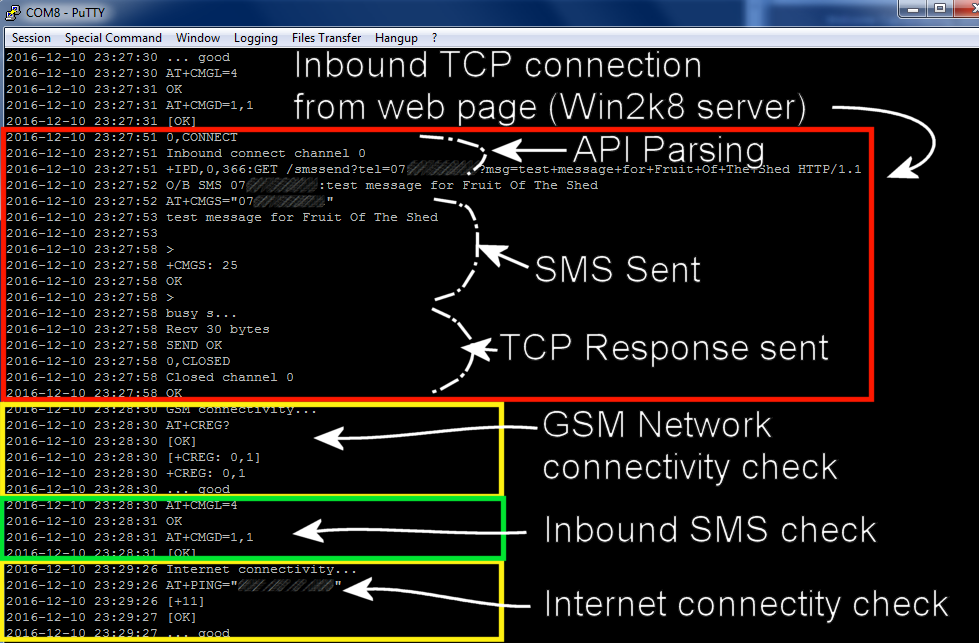 COM8 - PuTTY
Session Special Command Window Logging Files Transfer Hangup ?
2016-12-10 23:27:30 ... good
2016-12-10 23:27:30 AT+CMGL=4
2016-12-10 23:27:31 OK
2016-12-10 23:27:31 AT+CMGD=1,1
2016-12-10 23:27:31 [OK]
Inbound TCP connection
from web page (Win2k8 server)
2016-12-10 23:27:51 0,CONNECT
2016-12-10 23:27:51 Inbound connect channel 0
API Parsing
2016-12-10 23:27:51 +IPD,0,366:GET /smssend?tel=07 ?msg=test+message+for+Fruit+Of+The+Shed HTTP/1.1
2016-12-10 23:27:52 O/B SMS 07 :test message for Fruit Of The Shed
2016-12-10 23:27:52 AT+CMGS="07 "
2016-12-10 23:27:53 test message for Fruit Of The Shed
2016-12-10 23:27:53
2016-12-10 23:27:58 >
2016-12-10 23:27:58 +CMGS: 25
2016-12-10 23:27:58 OK
2016-12-10 23:27:58 >
SMS Sent
2016-12-10 23:27:58 busy s...
2016-12-10 23:27:58 Recv 30 bytes
2016-12-10 23:27:58 SEND OK
2016-12-10 23:27:58 0,CLOSED
2016-12-10 23:27:58 Closed channel 0
2016-12-10 23:27:58 OK
TCP Response sent
2016-12-10 23:28:30 GSM connectivity...
2016-12-10 23:28:30 AT+CREG?
2016-12-10 23:28:30 [OK]
2016-12-10 23:28:30 [+CREG: 0,1]
2016-12-10 23:28:30 +CREG: 0,1
2016-12-10 23:28:30 ... good
GSM Network
connectivity check
2016-12-10 23:28:30 AT+CMGL=4
2016-12-10 23:28:31 OK
2016-12-10 23:28:31 AT+CMGD=1,1
2016-12-10 23:28:31 [OK]
Inbound SMS check
2016-12-10 23:29:26 Internet connectivity...
2016-12-10 23:29:26 AT+PING=" "
2016-12-10 23:29:26 [+11]
2016-12-10 23:29:27 [OK]
2016-12-10 23:29:27 ... good
Internet connectity check